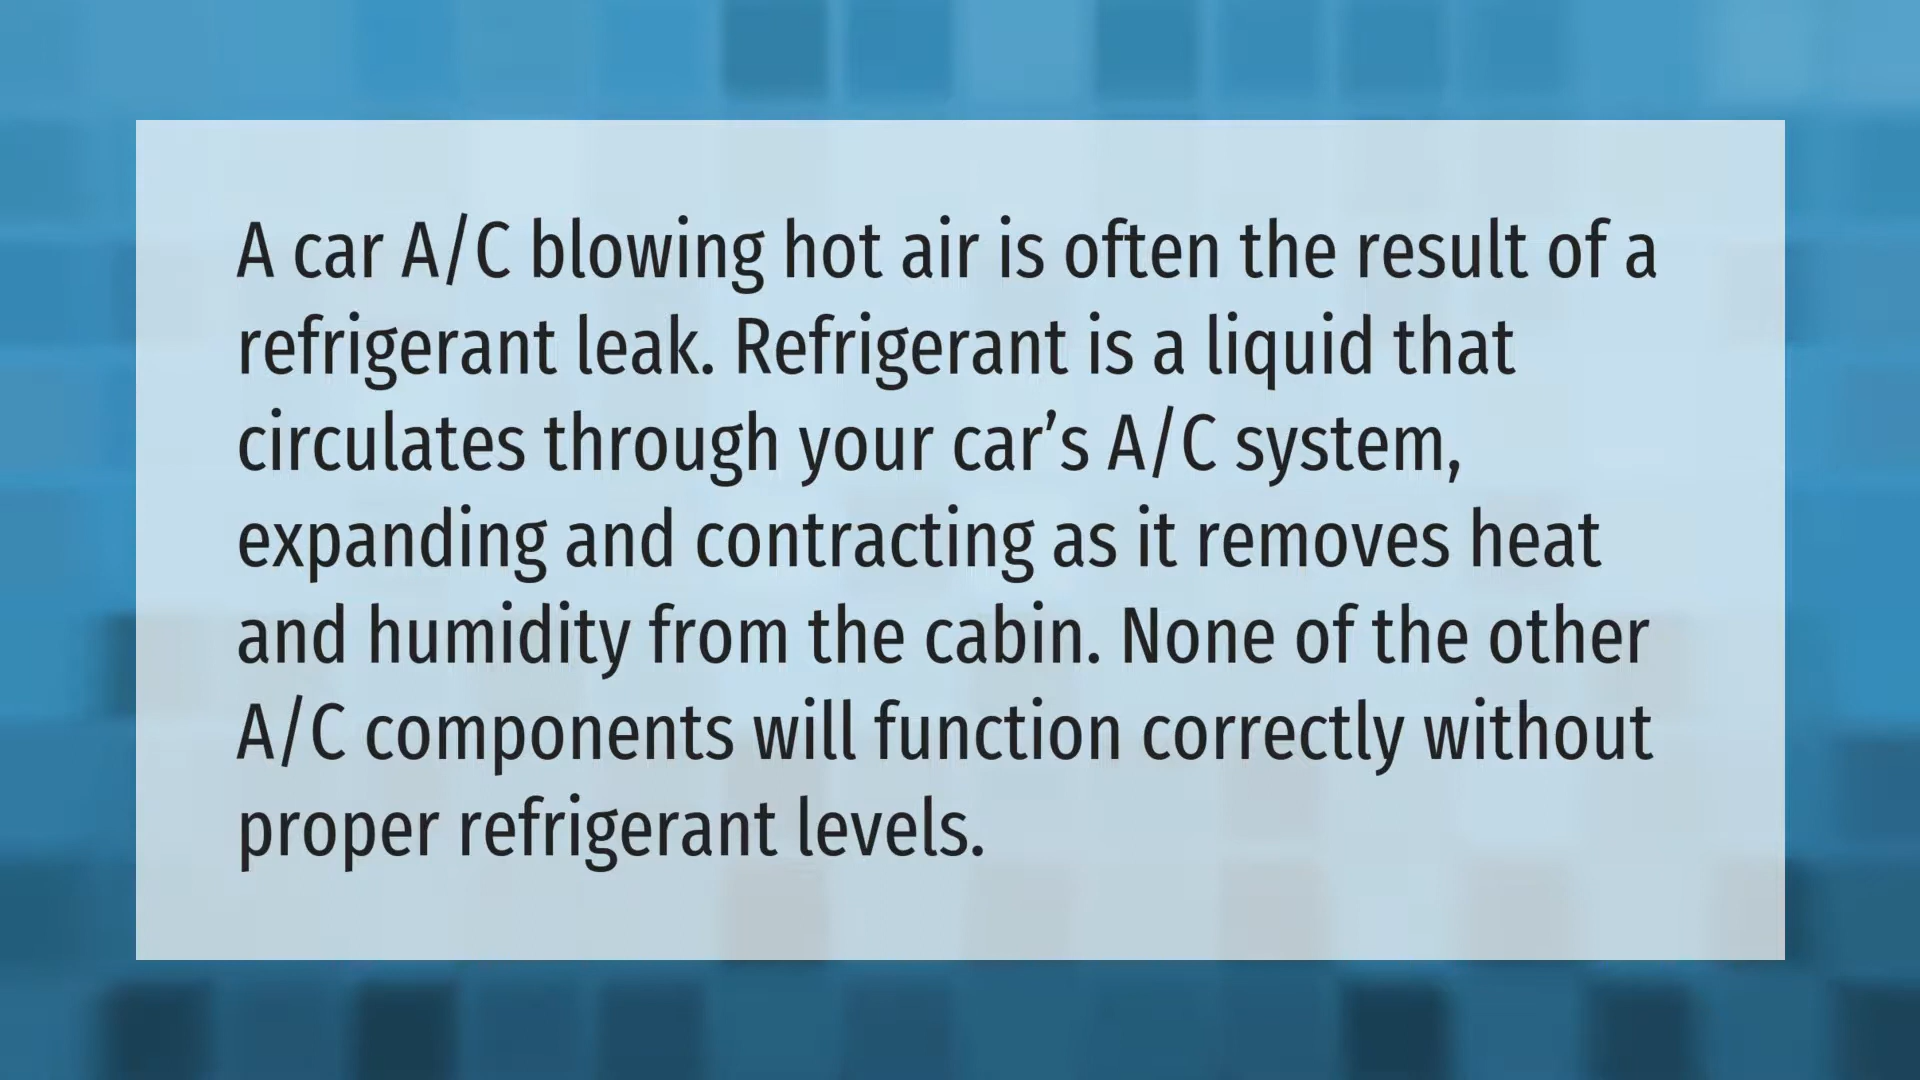 A car A/C blowing hot air is often the result of a
refrigerant leak. Refrigerant is a liquid that
circulates through your car’s A/C system,
expanding and contracting as it removes heat
and humidity from the cabin. None of the other
A/C components will function correctly without
proper refrigerant levels.